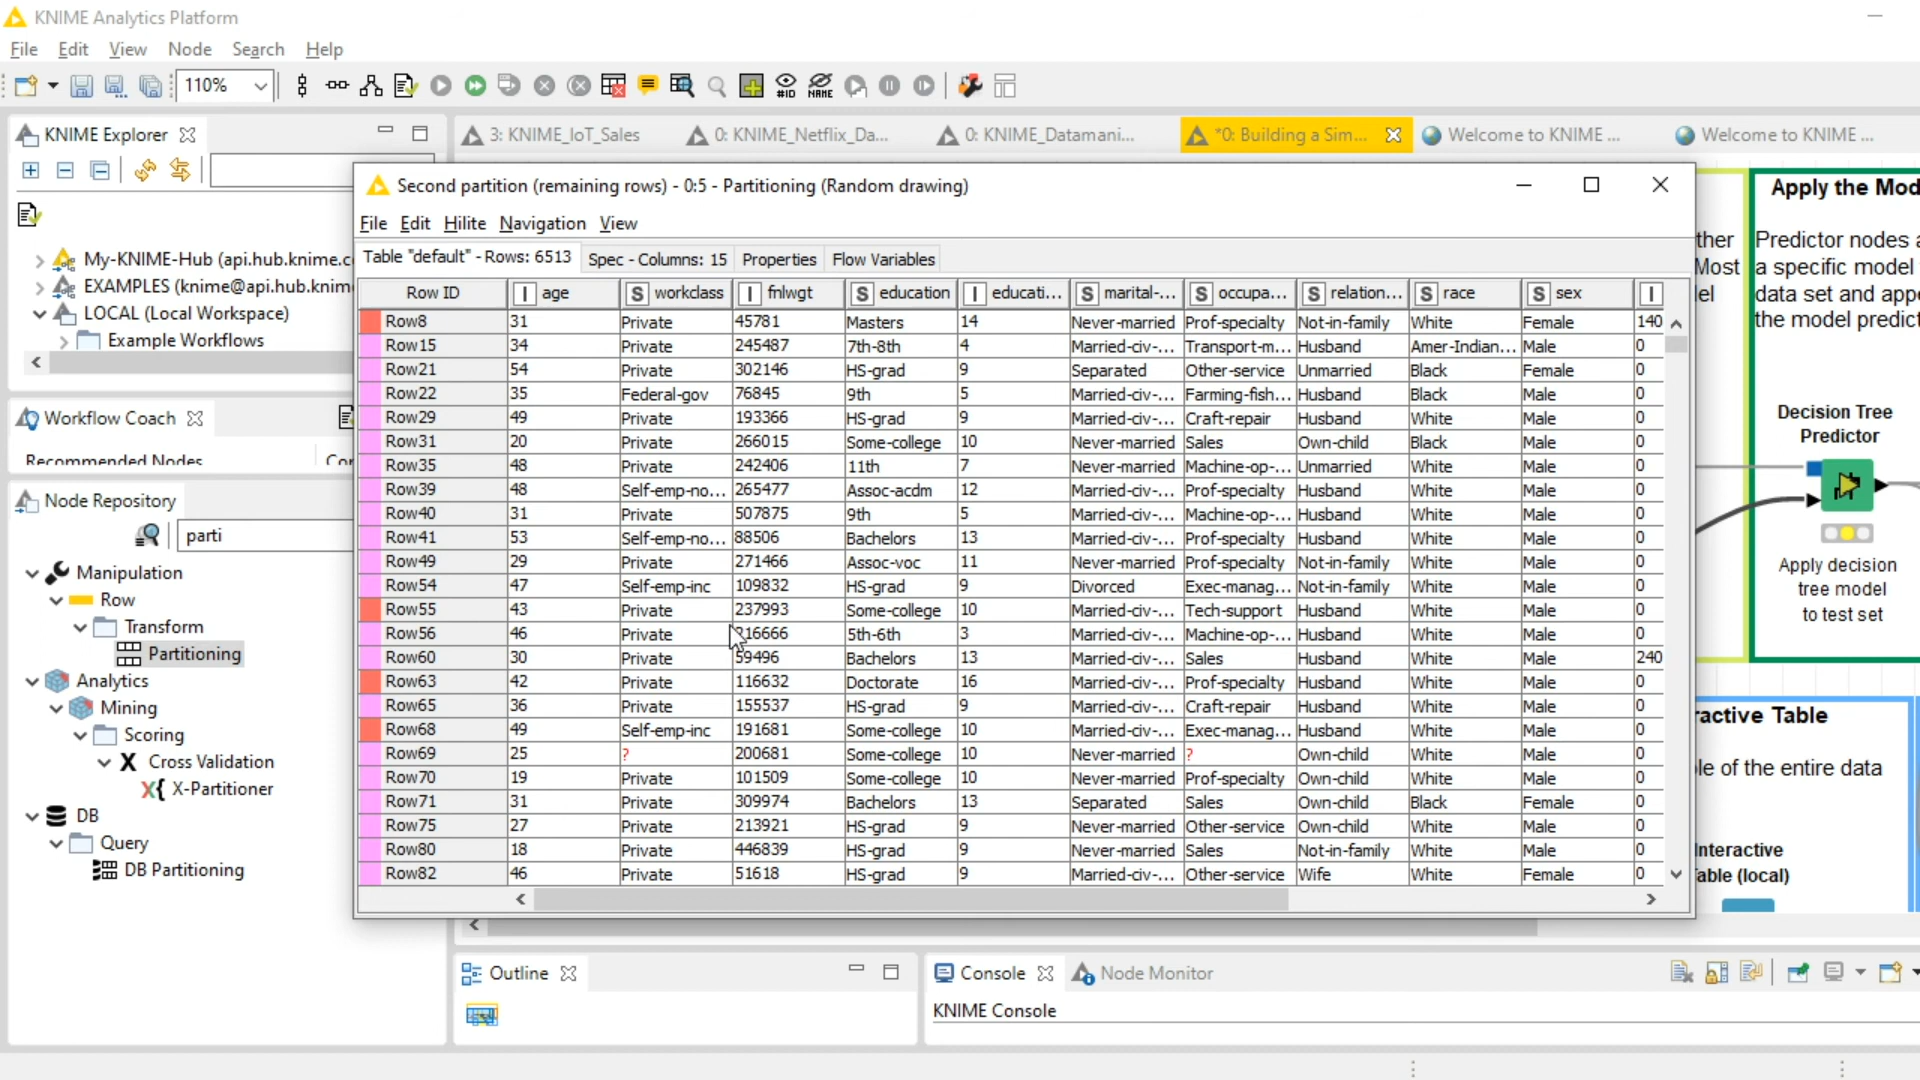 KNIME Analytics Platform
File Edit View Node Search Help
110% #ID NAME
KNIME Explorer
3: KNIME_IoT_Sales 0: KNIME_Netflix_Da... 0: KNIME_Datamani... *0: Building a Sim... Welcome to KNIME ... Welcome to KNIME ...
My-KNIME-Hub (api.hub.knime.c
EXAMPLES (knime@api.hub.knim
LOCAL (Local Workspace)
Example Workflows
Workflow Coach
Recommended Nodes
Node Repository
parti
Manipulation
Row
Transform
Partitioning
Analytics
Mining
Scoring
Cross Validation
X-Partitioner
DB
Query
DB Partitioning
Second partition (remaining rows) - 0:5 - Partitioning (Random drawing)
File Edit Hilite Navigation View
Table "default" - Rows: 6513 Spec - Columns: 15 Properties Flow Variables
Row ID I age S workclass I fnlwgt S education I educati... S marital-... S occupa... S relation... S race S sex I
Row8 31 Private 45781 Masters 14 Never-married Prof-specialty Not-in-family White Female 140
Row15 34 Private 245487 7th-8th 4 Married-civ-... Transport-m... Husband Amer-Indian... Male 0
Row21 54 Private 302146 HS-grad 9 Separated Other-service Unmarried Black Female 0
Row22 35 Federal-gov 76845 9th 5 Married-civ-... Farming-fish... Husband Black Male 0
Row29 49 Private 193366 HS-grad 9 Married-civ-... Craft-repair Husband White Male 0
Row31 20 Private 266015 Some-college 10 Never-married Sales Own-child Black Male 0
Row35 48 Private 242406 11th 7 Never-married Machine-op-... Unmarried White Male 0
Row39 48 Self-emp-no... 265477 Assoc-acdm 12 Married-civ-... Prof-specialty Husband White Male 0
Row40 31 Private 507875 9th 5 Married-civ-... Machine-op-... Husband White Male 0
Row41 53 Self-emp-no... 88506 Bachelors 13 Married-civ-... Prof-specialty Husband White Male 0
Row49 29 Private 271466 Assoc-voc 11 Never-married Prof-specialty Not-in-family White Male 0
Row54 47 Self-emp-inc 109832 HS-grad 9 Divorced Exec-manag... Not-in-family White Male 0
Row55 43 Private 237993 Some-college 10 Married-civ-... Tech-support Husband White Male 0
Row56 46 Private 16666 5th-6th 3 Married-civ-... Machine-op-... Husband White Male 0
Row60 30 Private 59496 Bachelors 13 Married-civ-... Sales Husband White Male 240
Row63 42 Private 116632 Doctorate 16 Married-civ-... Prof-specialty Husband White Male 0
Row65 36 Private 155537 HS-grad 9 Married-civ-... Craft-repair Husband White Male 0
Row68 49 Self-emp-inc 191681 Some-college 10 Married-civ-... Exec-manag... Husband White Male 0
Row69 25 ? 200681 Some-college 10 Never-married ? Own-child White Male 0
Row70 19 Private 101509 Some-college 10 Never-married Prof-specialty Own-child White Male 0
Row71 31 Private 309974 Bachelors 13 Separated Sales Own-child Black Female 0
Row75 27 Private 213921 HS-grad 9 Never-married Other-service Own-child White Male 0
Row80 18 Private 446839 HS-grad 9 Never-married Sales Not-in-family White Male 0
Row82 46 Private 51618 HS-grad 9 Married-civ-... Other-service Wife White Female 0
ther
Most
el
Apply the Mod
Predictor nodes a
a specific model
data set and appe
the model predict
Decision Tree
Predictor
Apply decision
tree model
to test set
ractive Table
le of the entire data
Interactive
able (local)
Outline
Console Node Monitor
KNIME Console